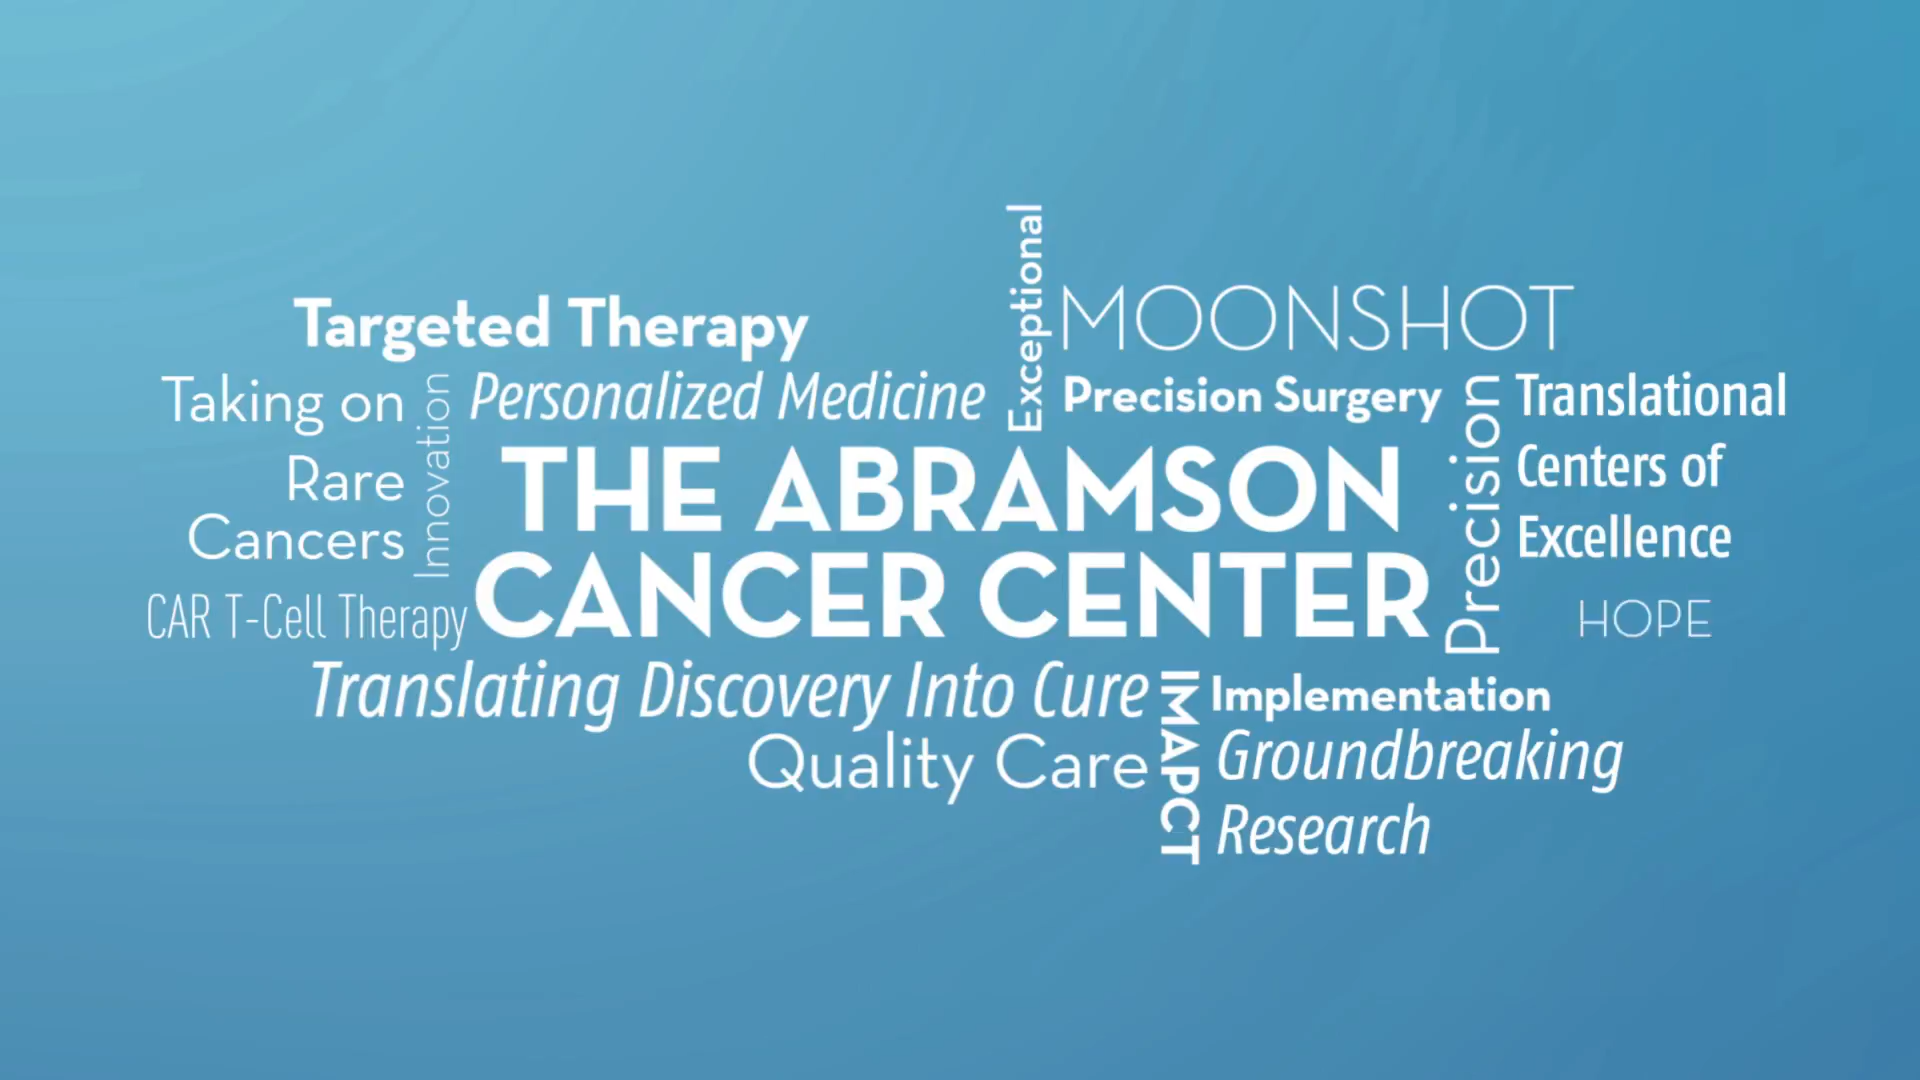 Exceptional
MOONSHOT
Targeted Therapy
Taking on
Rare
Cancers
Innovation
Personalized Medicine
Precision Surgery
Precision
Translational
Centers of
Excellence
THE ABRAMSON
CANCER CENTER
CAR T-Cell Therapy
HOPE
Translating Discovery Into Cure
IMAPCT
Implementation
Quality Care
Groundbreaking
Research